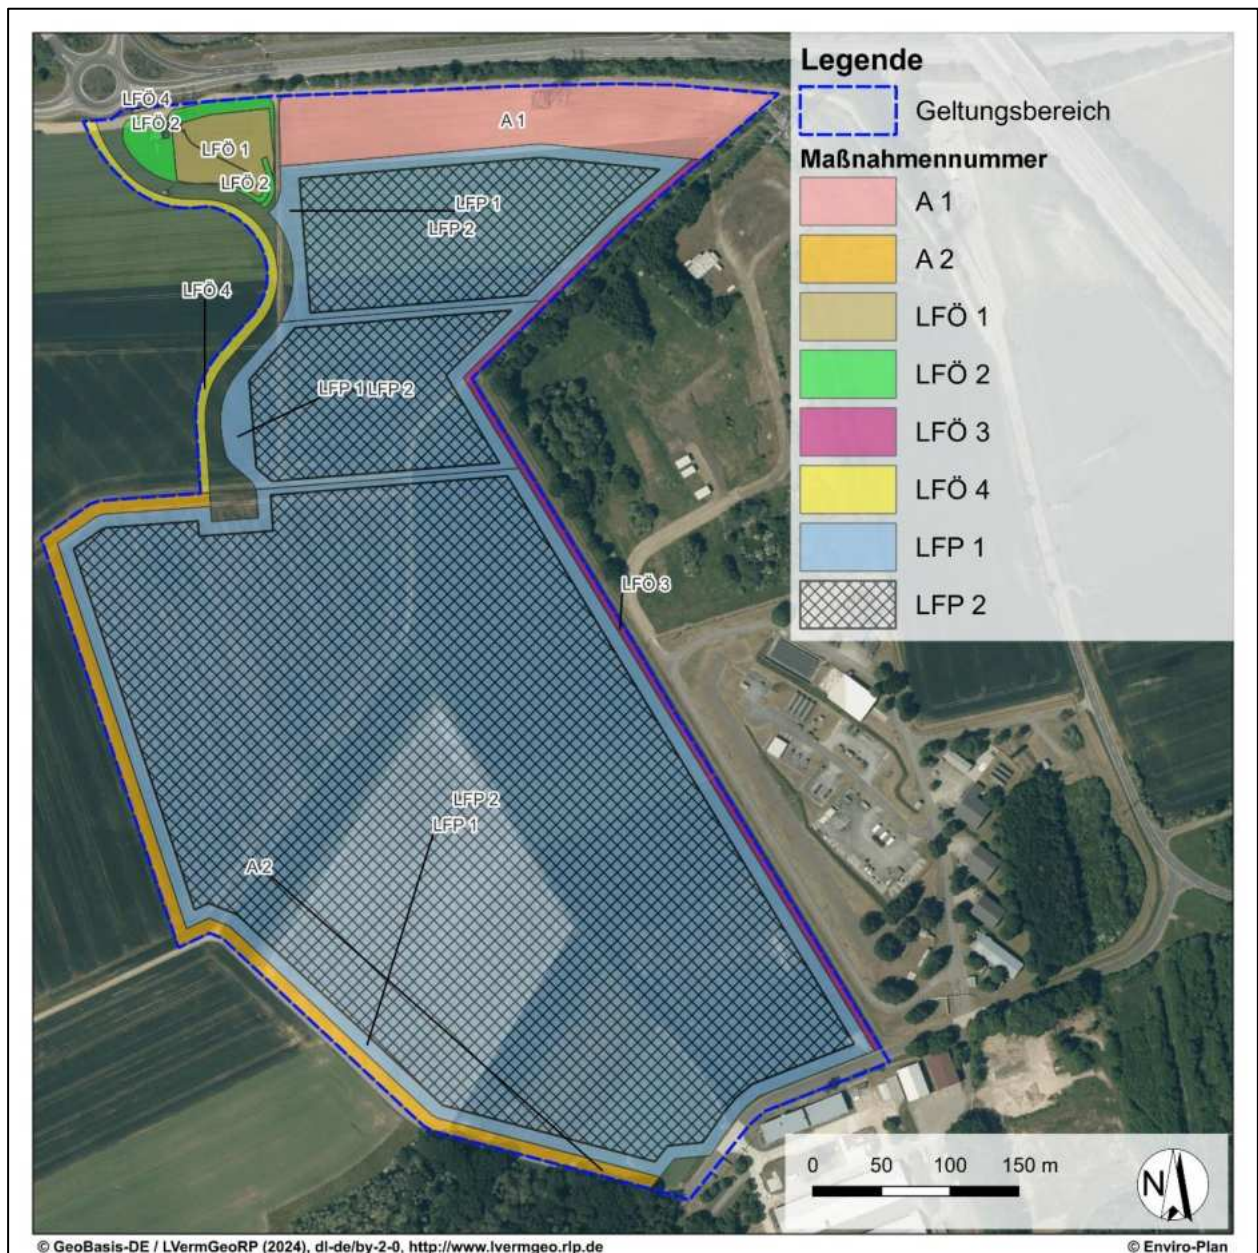 Legende
Geltungsbereich
Maßnahmennummer
A 1
A 2
LFÖ 1
LFÖ 2
LFÖ 3
LFÖ 4
LFP 1
LFP 2
LFÖ 4
LFÖ 2
LFÖ 1
LFÖ 2
A 1
LFP 1
LFP 2
LFÖ 4
LFP 1 LFP 2
LFÖ 3
LFP 2
LFP 1
A 2
0 50 100 150 m
N
© GeoBasis-DE / LVermGeoRP (2024), dl-de/by-2-0, http://www.lvermgeo.rlp.de
© Enviro-Plan